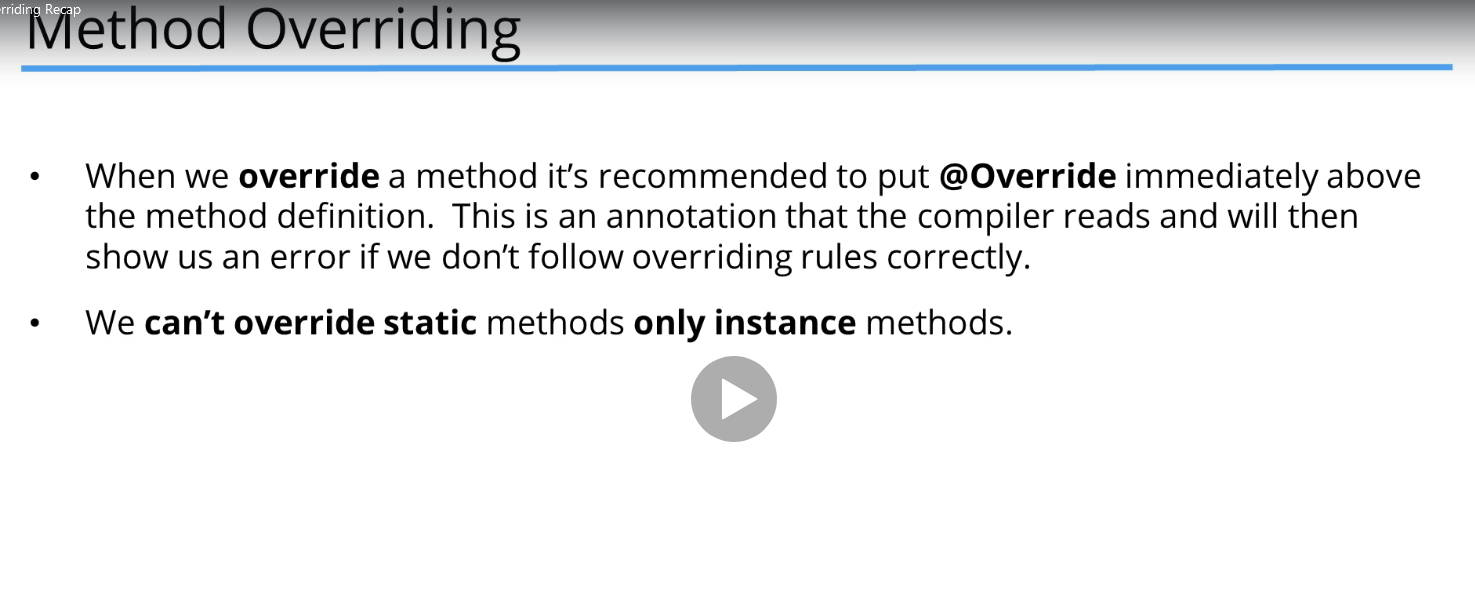 rriding Recap
Method Overriding
• When we override a method it’s recommended to put @Override immediately above
the method definition.  This is an annotation that the compiler reads and will then
show us an error if we don’t follow overriding rules correctly.
• We can’t override static methods only instance methods.